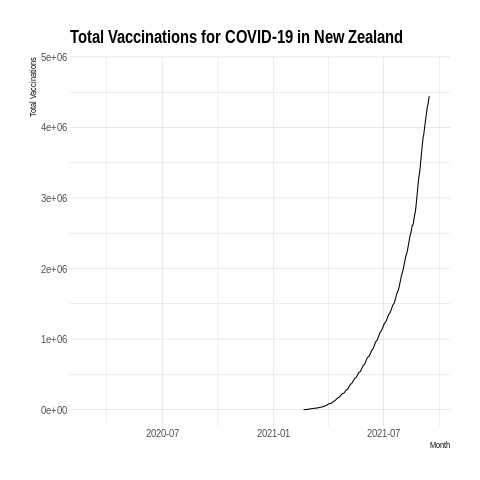 Total Vaccinations for COVID-19 in New Zealand
Total Vaccinations
5e+06
4e+06
3e+06
2e+06
1e+06
0e+00
2020-07
2021-01
2021-07
Month